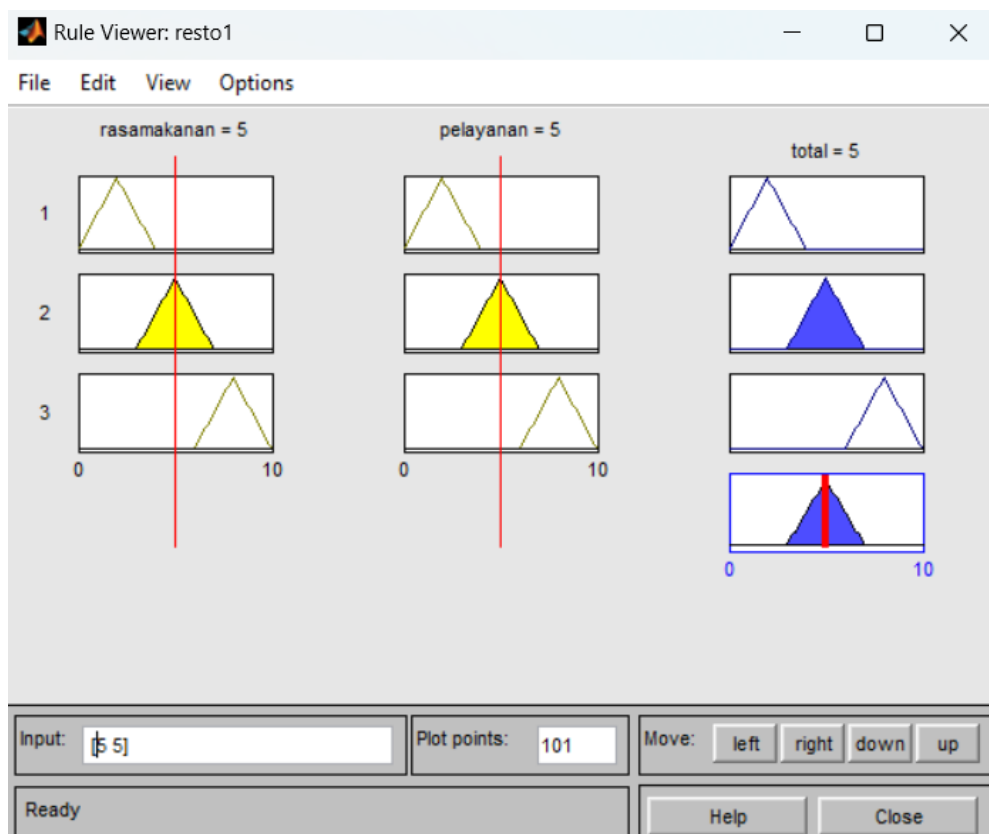 Rule Viewer: resto1
File Edit View Options
rasamakanan = 5
pelayanan = 5
total = 5
1
2
3
0 10
0 10
0 10
Input: [5 5]
Plot points: 101
Move: left right down up
Ready
Help Close